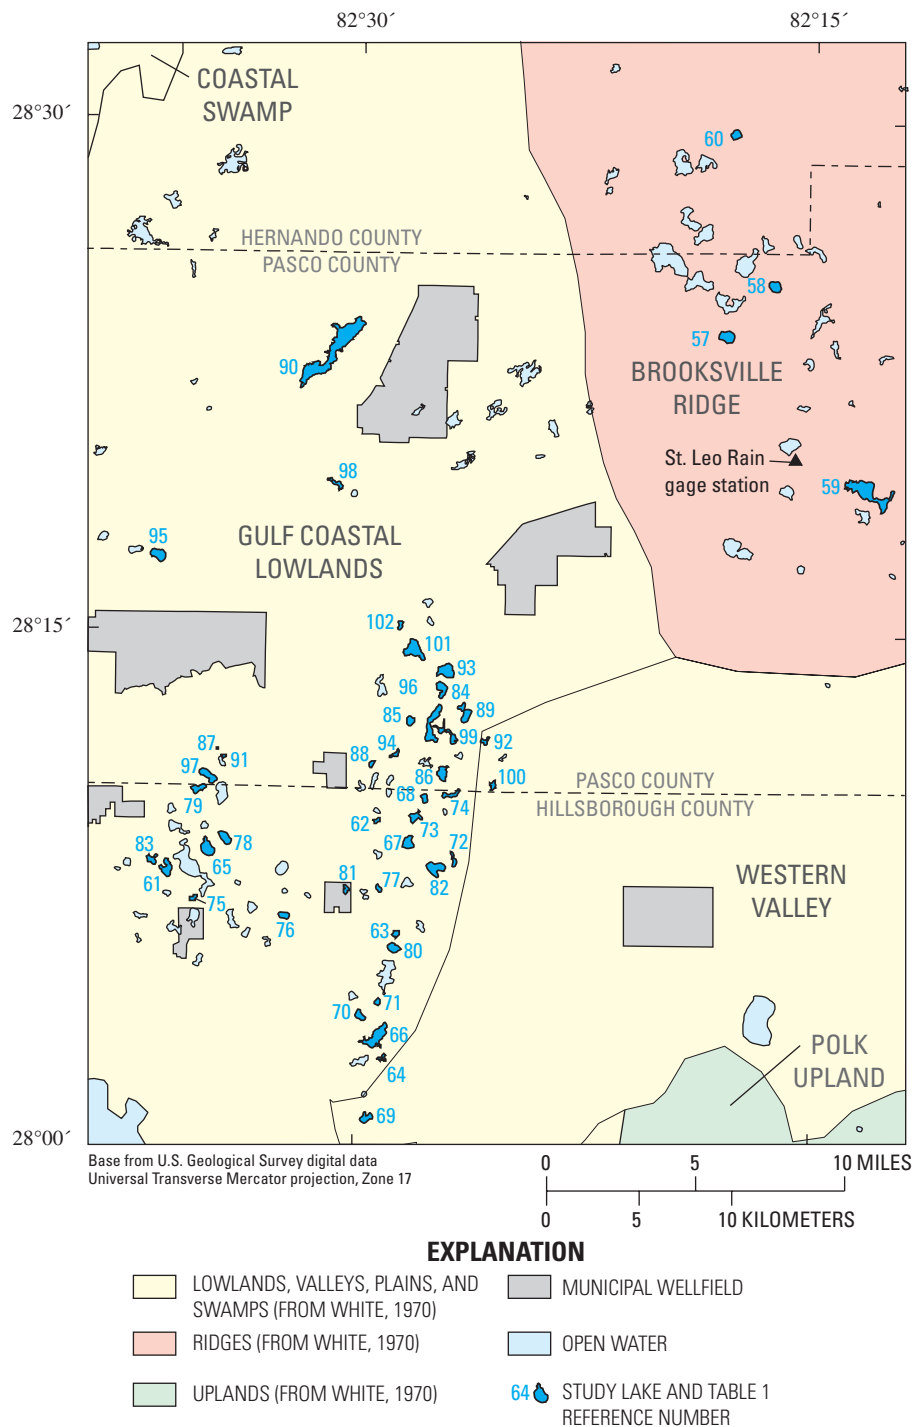 82°30´
82°15´
28°30´
COASTAL
SWAMP
60
HERNANDO COUNTY
PASCO COUNTY
58
57
90
BROOKSVILLE
RIDGE
St. Leo Rain
gage station
59
98
95
GULF COASTAL
LOWLANDS
28°15´
102
101
93
96
84
85
89
99
94
92
87
91
88
97
86
100
PASCO COUNTY
HILLSBOROUGH COUNTY
79
68
74
62
73
78
67
72
83
65
61
82
81
77
75
76
WESTERN
VALLEY
63
80
71
70
66
64
POLK
UPLAND
69
28°00´
Base from U.S. Geological Survey digital data
Universal Transverse Mercator projection, Zone 17
0 5 10 MILES
0 5 10 KILOMETERS
EXPLANATION
LOWLANDS, VALLEYS, PLAINS, AND
SWAMPS (FROM WHITE, 1970)
RIDGES (FROM WHITE, 1970)
UPLANDS (FROM WHITE, 1970)
MUNICIPAL WELLFIELD
OPEN WATER
64 STUDY LAKE AND TABLE 1
REFERENCE NUMBER